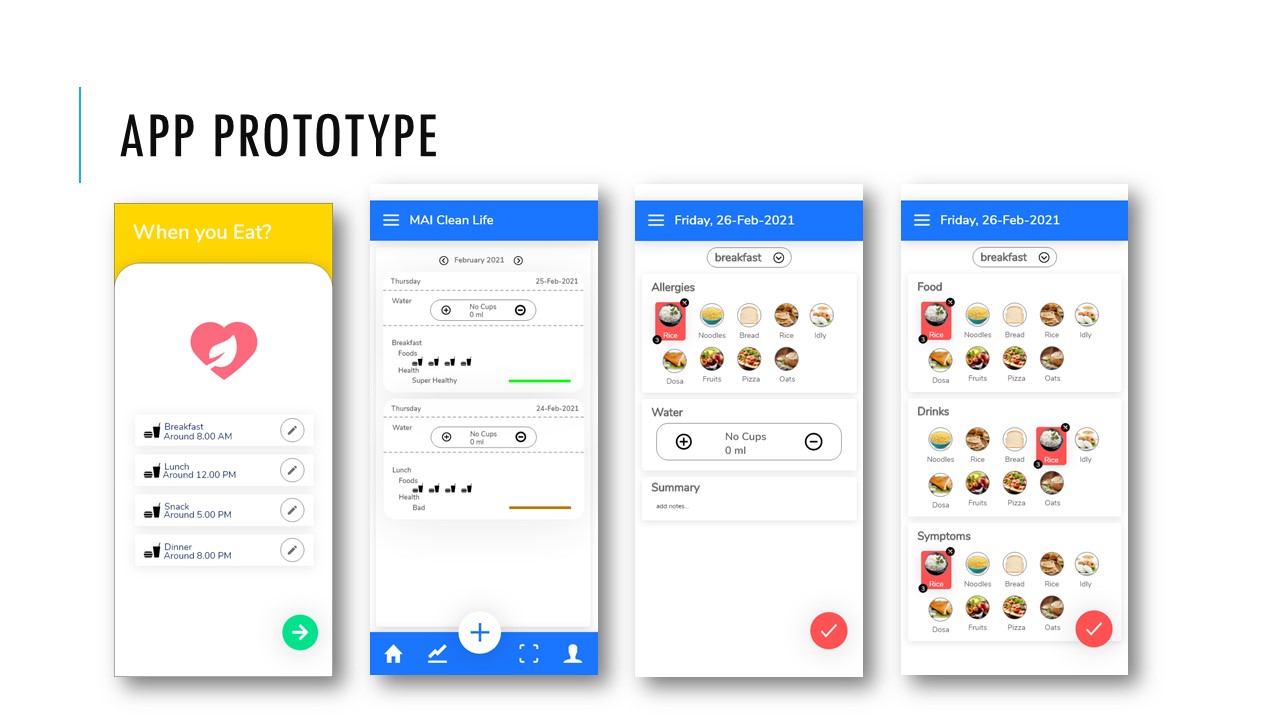 APP PROTOTYPE
When you Eat?
Breakfast
Around 8.00 AM
Lunch
Around 12.00 PM
Snack
Around 5.00 PM
Dinner
Around 8.00 PM
MAI Clean Life
February 2021
Thursday 25-Feb-2021
Water
No Cups
0 ml
Breakfast
Foods
Health
Super Healthy
Thursday 24-Feb-2021
Water
No Cups
0 ml
Lunch
Foods
Health
Bad
Friday, 26-Feb-2021
breakfast
Allergies
3
Rice Noodles Bread Rice Idly
Dosa Fruits Pizza Oats
Water
No Cups
0 ml
Summary
add notes...
Friday, 26-Feb-2021
breakfast
Food
3
Rice Noodles Bread Rice Idly
Dosa Fruits Pizza Oats
Drinks
3
Noodles Rice Bread Rice Idly
Dosa Fruits Pizza Oats
Symptoms
3
Rice Noodles Bread Rice Idly
Dosa Fruits Pizza Oats